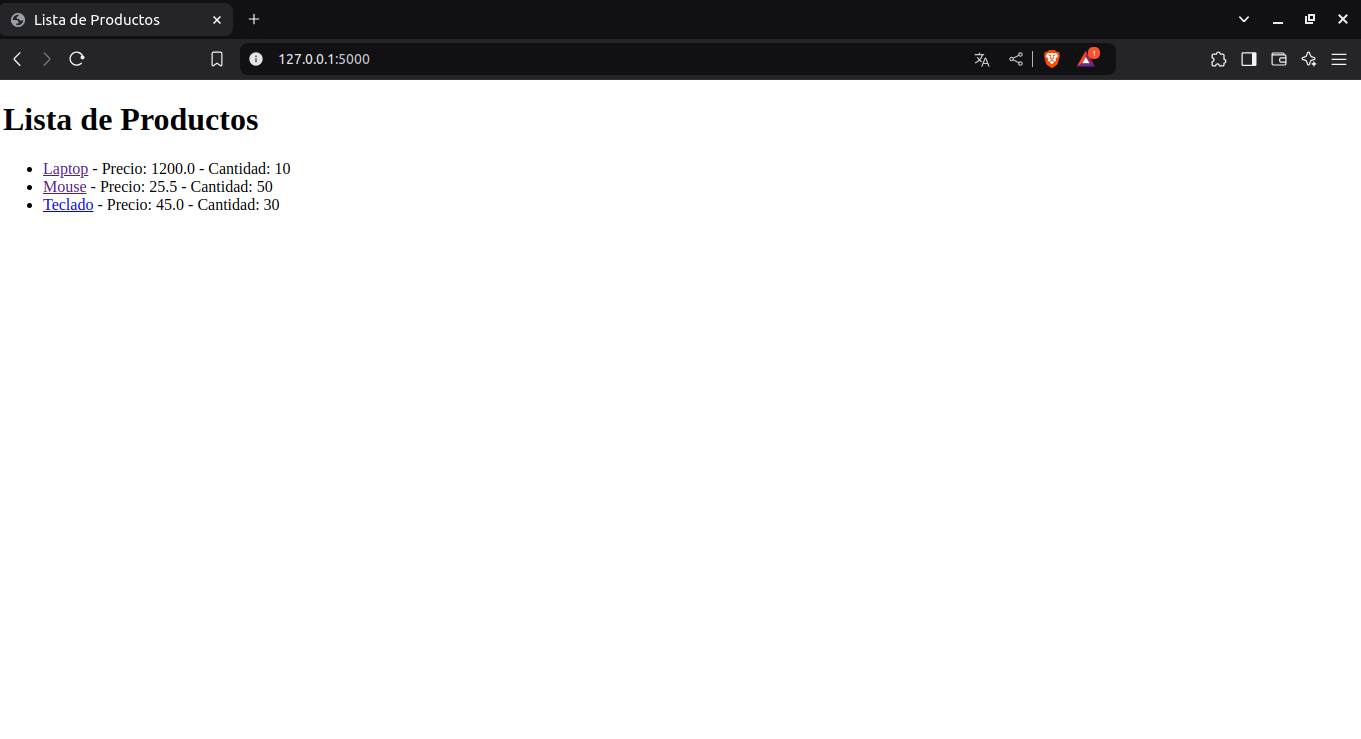 Lista de Productos
127.0.0.1:5000
1
Lista de Productos
Laptop - Precio: 1200.0 - Cantidad: 10
Mouse - Precio: 25.5 - Cantidad: 50
Teclado - Precio: 45.0 - Cantidad: 30